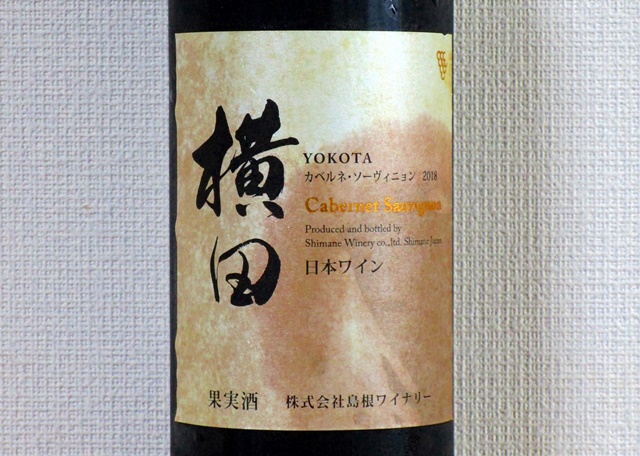 横田
YOKOTA
カベルネ・ソーヴィニョン 2018
Cabernet Sauvignon
Produced and bottled by
Shimane Winery co.,ltd. Shimane Japan
日本ワイン
果実酒 株式会社島根ワイナリー